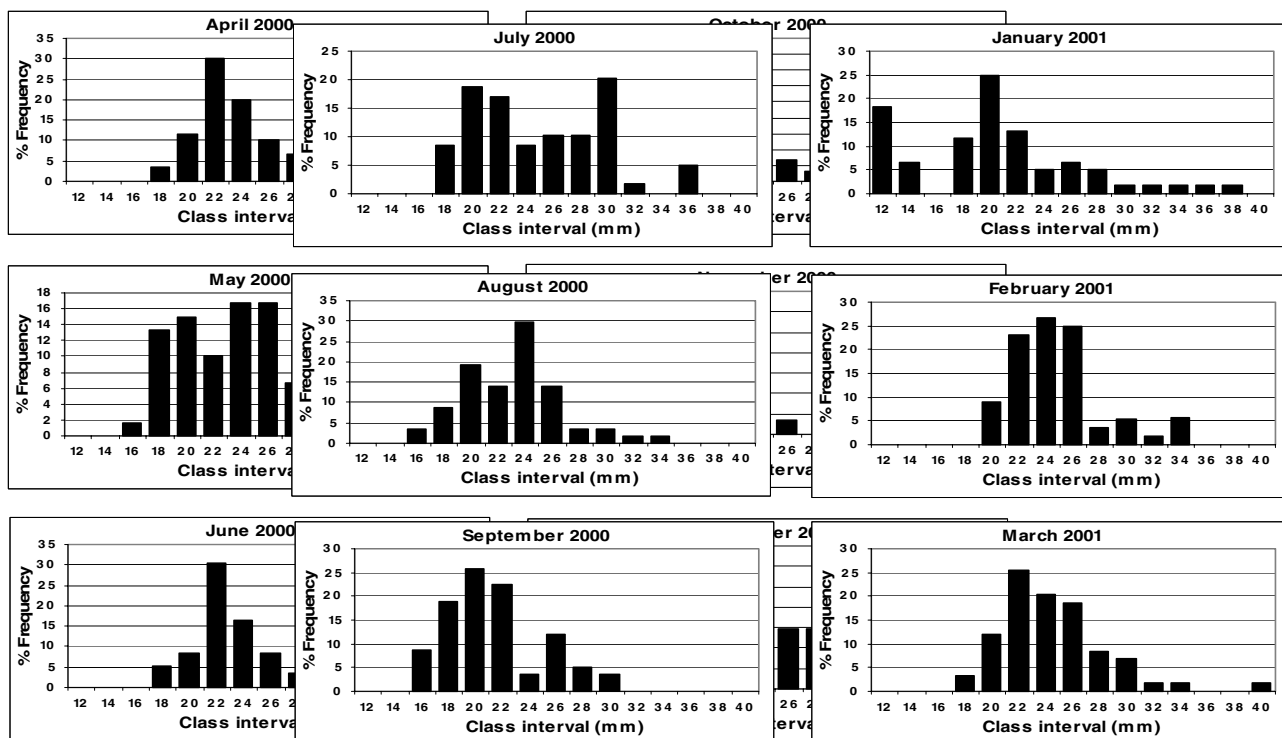 April 2000
35
30
25
20
15
10
5
0
% Frequency
12 14 16 18 20 22 24 26
Class interval
July 2000
25
20
15
10
5
0
% Frequency
12 14 16 18 20 22 24 26 28 30 32 34 36 38 40
Class interval (mm)
26
January 2001
30
25
20
15
10
5
0
% Frequency
12 14 16 18 20 22 24 26 28 30 32 34 36 38 40
Class interval (mm)
May 2000
18
16
14
12
10
8
6
4
2
0
% Frequency
12 14 16 18 20 22 24 26
Class interval
August 2000
35
30
25
20
15
10
5
0
% Frequency
12 14 16 18 20 22 24 26 28 30 32 34 36 38 40
Class interval (mm)
26
February 2001
30
25
20
15
10
5
0
% Frequency
12 14 16 18 20 22 24 26 28 30 32 34 36 38 40
Class interval (mm)
June 2000
35
30
25
20
15
10
5
0
% Frequency
12 14 16 18 20 22 24 26
Class interval
September 2000
30
25
20
15
10
5
0
% Frequency
12 14 16 18 20 22 24 26 28 30 32 34 36 38 40
Class interval (mm)
26
March 2001
30
25
20
15
10
5
0
% Frequency
12 14 16 18 20 22 24 26 28 30 32 34 36 38 40
Class interval (mm)